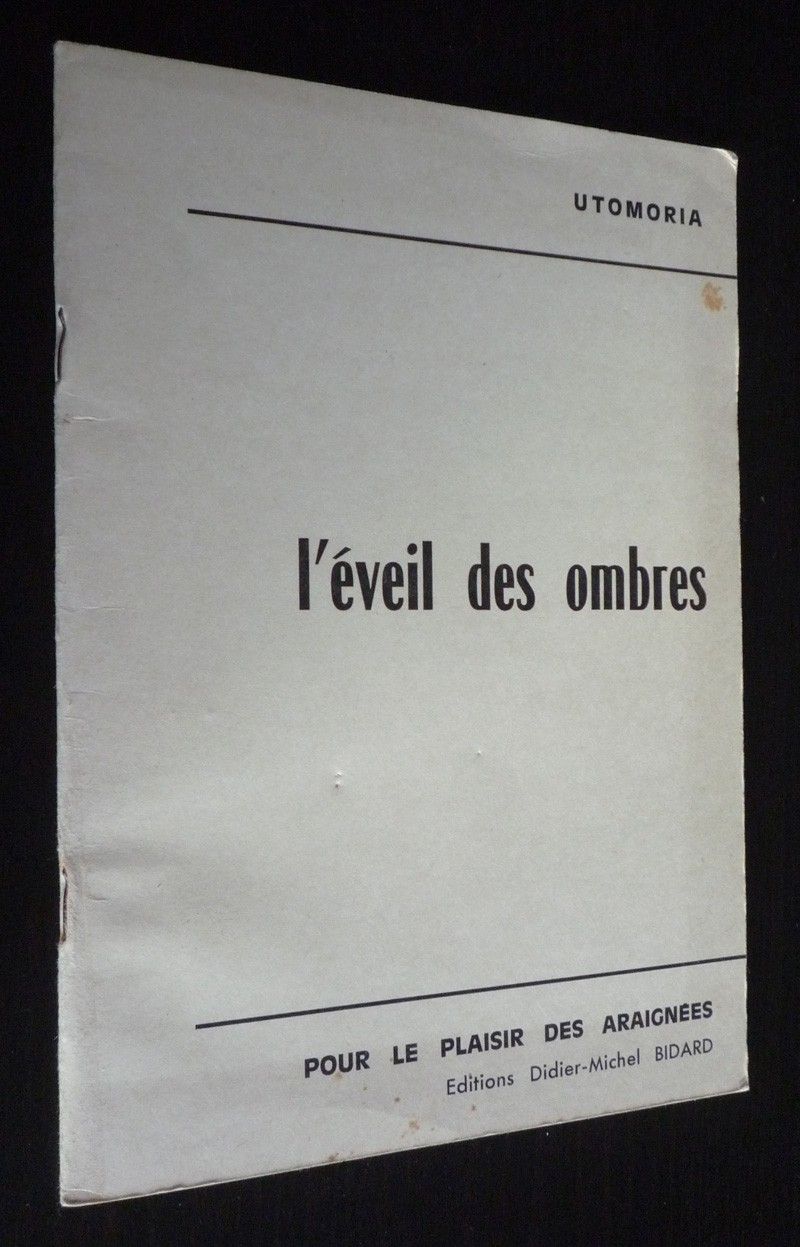 UTOMORIA
l'éveil des ombres
POUR LE PLAISIR DES ARAIGNÉES
Editions Didier-Michel BIDARD